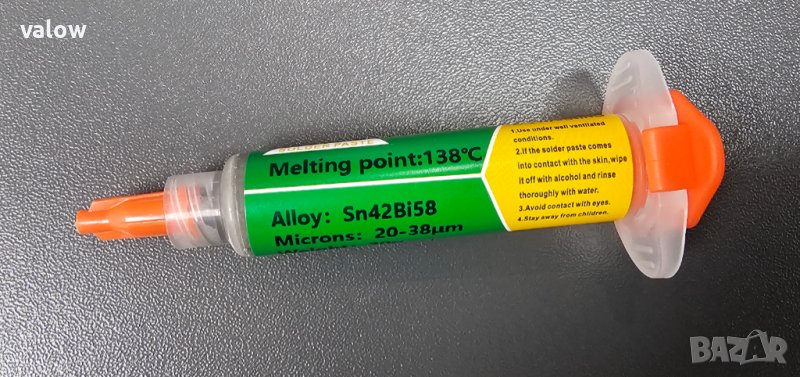 valow
SOLDER PASTE
Melting point:138℃
Alloy: Sn42Bi58
Microns: 20-38μm
1.Use under well ventilated
conditions.
2.If the solder paste comes
into contact with the skin,wipe
it off with alcohol and rinse
thoroughly with water.
3.Avoid contact with eyes.
4.Stay away from children.
BAZAR